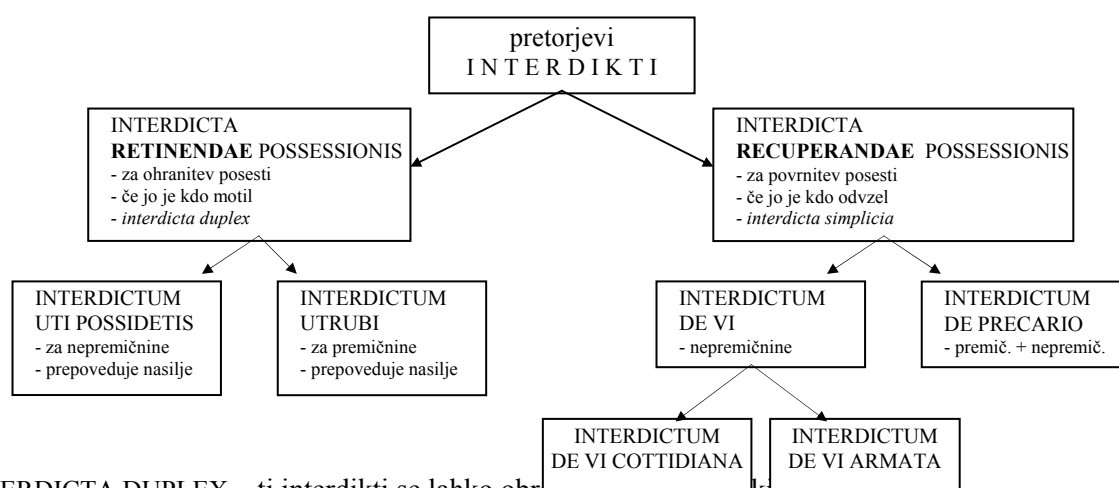 pretorjevi
I N T E R D I K T I
INTERDICTA
RETINENDAE POSSESSIONIS
- za ohranitev posesti
- če jo je kdo motil
- interdicta duplex
INTERDICTA
RECUPERANDAE POSSESSIONIS
- za povrnitev posesti
- če jo je kdo odvzel
- interdicta simplicia
INTERDICTUM
UTI POSSIDETIS
- za nepremičnine
- prepoveduje nasilje
INTERDICTUM
UTRUBI
- za premičnine
- prepoveduje nasilje
INTERDICTUM
DE VI
- nepremičnine
INTERDICTUM
DE PRECARIO
- premič. + nepremič.
INTERDICTUM
DE VI COTTIDIANA
INTERDICTUM
DE VI ARMATA
DUPLEX – ti interdikti se lahko